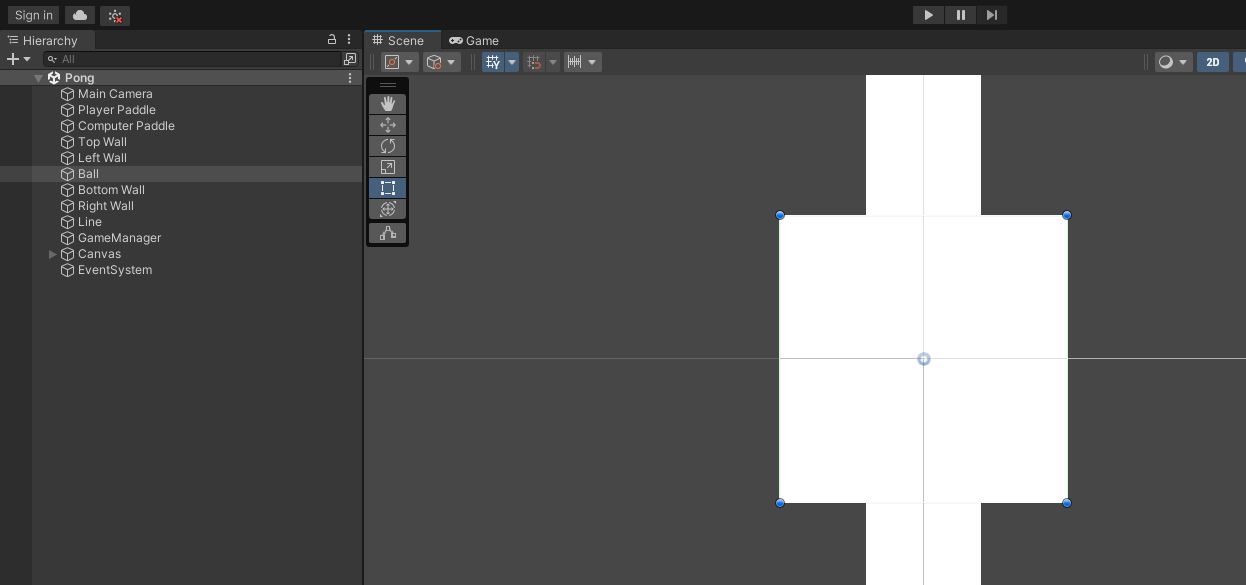 Sign in
Hierarchy
All
Pong
Main Camera
Player Paddle
Computer Paddle
Top Wall
Left Wall
Ball
Bottom Wall
Right Wall
Line
GameManager
Canvas
EventSystem
Scene
Game
Y
2D